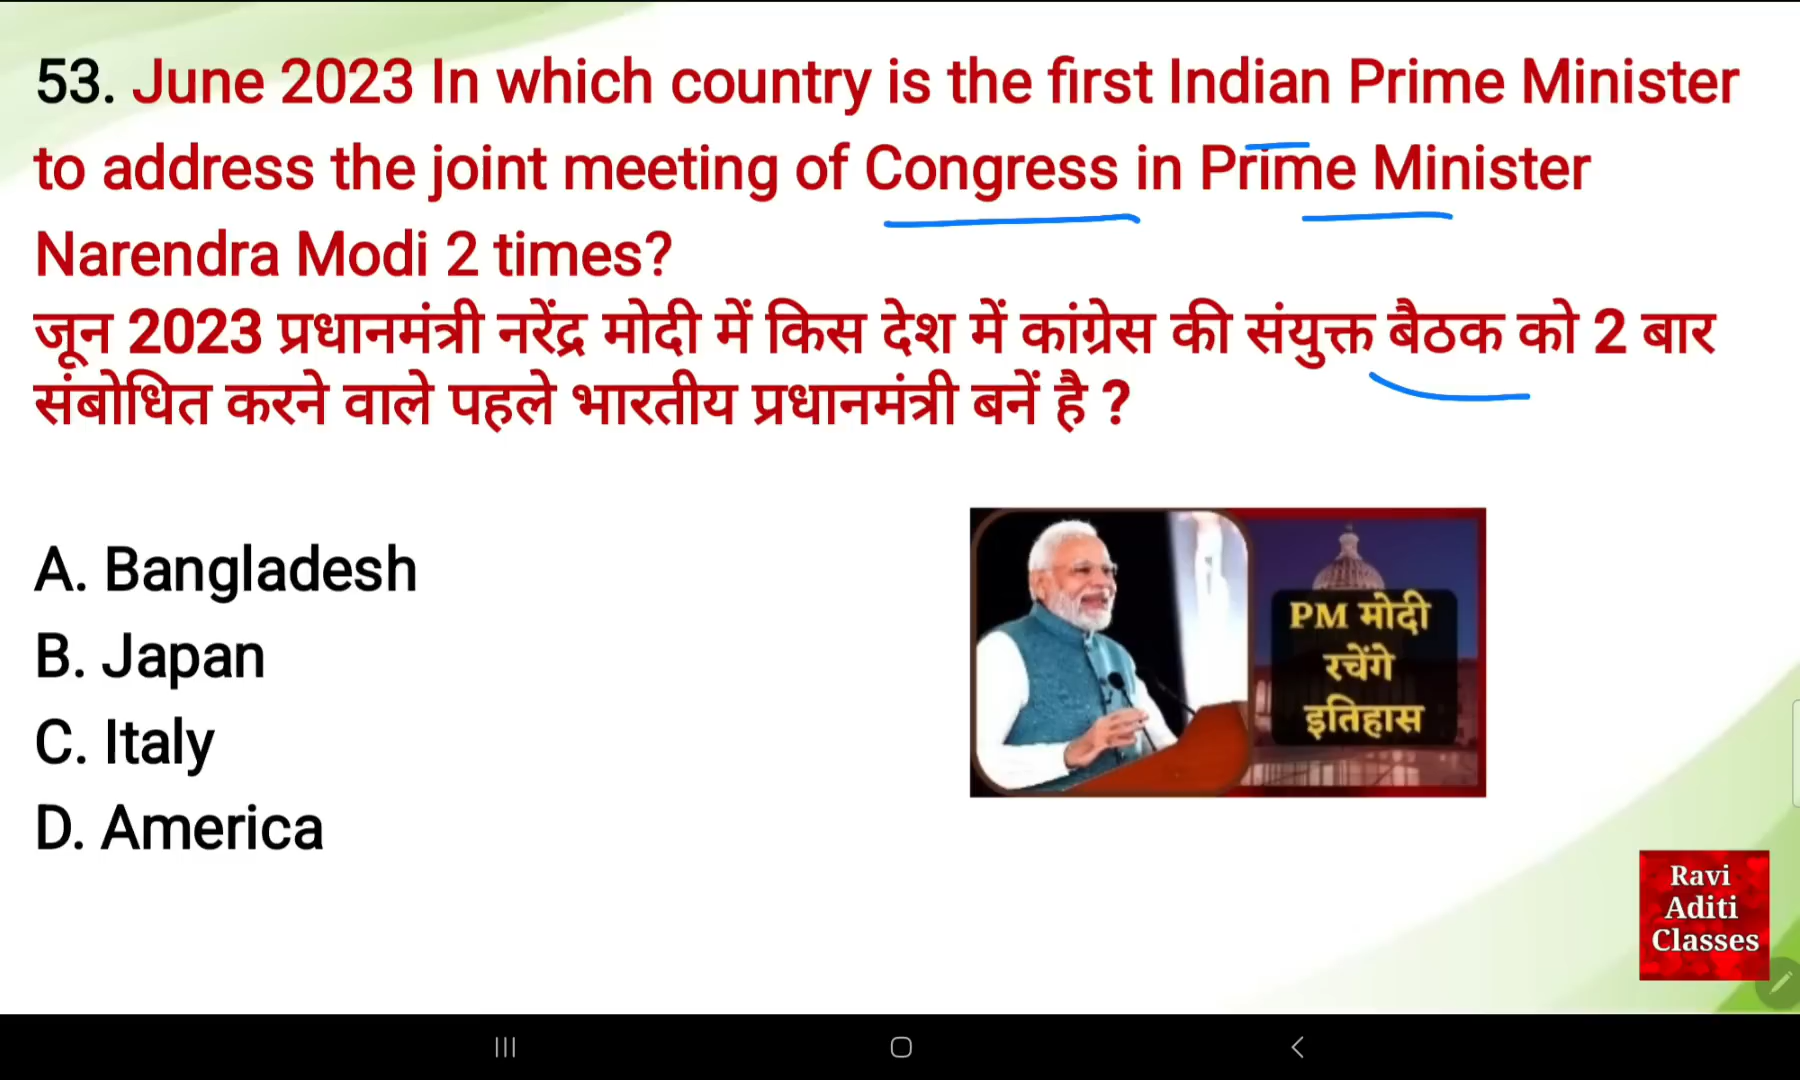 53. June 2023 In which country is the first Indian Prime Minister
to address the joint meeting of Congress in Prime Minister
Narendra Modi 2 times?
जून 2023 प्रधानमंत्री नरेंद्र मोदी में किस देश में कांग्रेस की संयुक्त बैठक को 2 बार
संबोधित करने वाले पहले भारतीय प्रधानमंत्री बनें है ?
A. Bangladesh
B. Japan
C. Italy
D. America
PM मोदी
रचेंगे
इतिहास
Ravi
Aditi
Classes